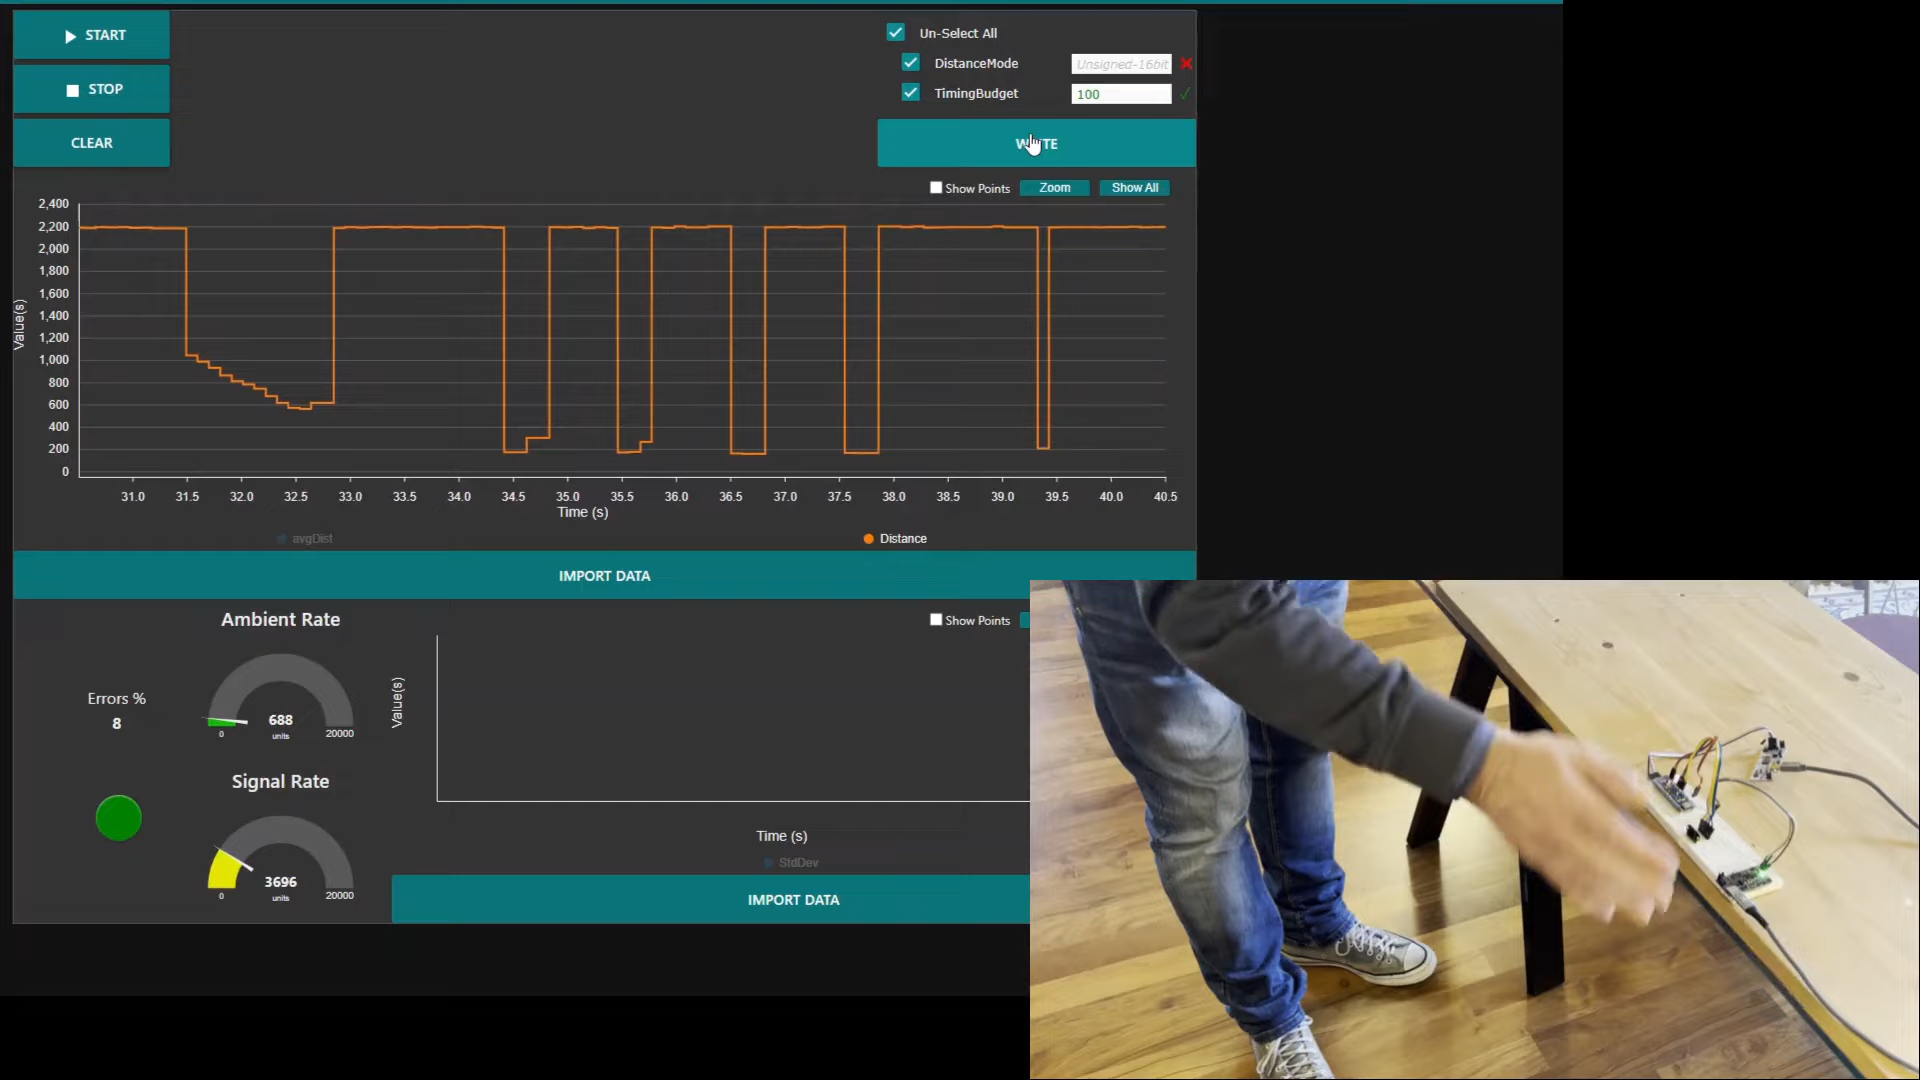 START
STOP
CLEAR
Un-Select All
DistanceMode Unsigned-16bit
TimingBudget 100
Show Points Zoom Show All
2,400
2,200
2,000
1,800
1,600
1,400
1,200
1,000
800
600
400
200
0
Value(s)
31.0 31.5 32.0 32.5 33.0 33.5 34.0 34.5 35.0 35.5 36.0 36.5 37.0 37.5 38.0 38.5 39.0 39.5 40.0 40.5
Time (s)
avgDist Distance
IMPORT DATA
Ambient Rate
Show Points
Errors %
8
688
0 units 20000
Value(s)
Signal Rate
3696
0 units 20000
Time (s)
StdDev
IMPORT DATA